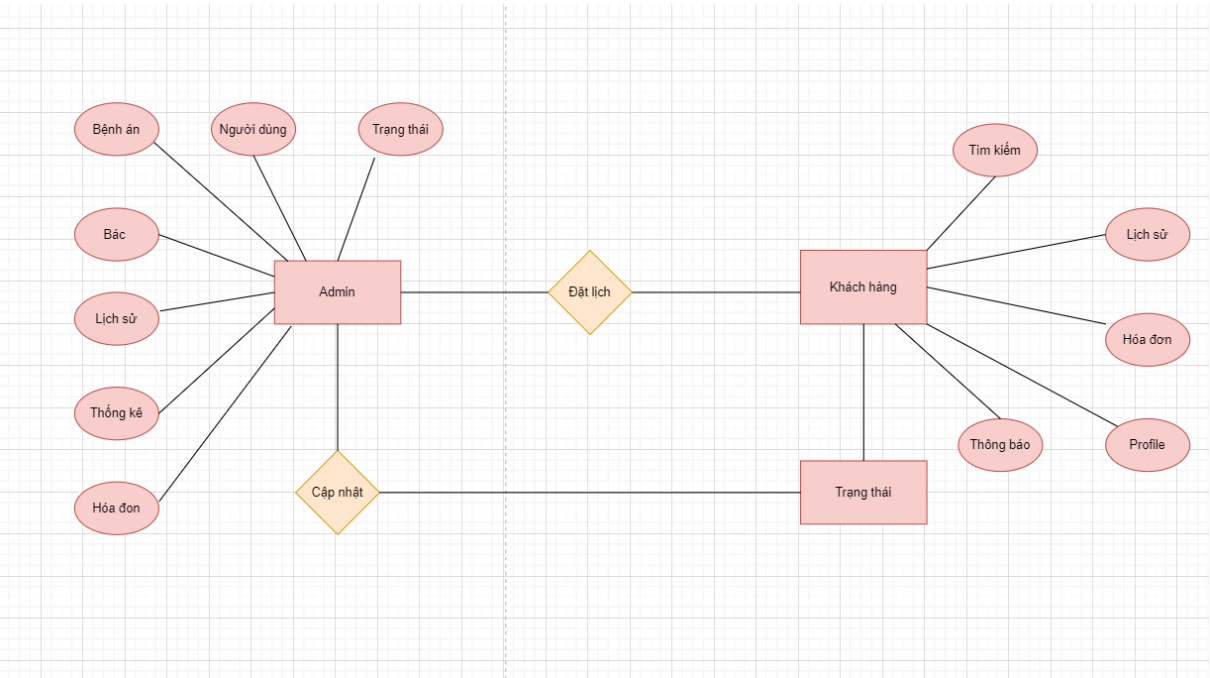 Bệnh án
Người dùng
Trạng thái
Tìm kiếm
Bác
Lịch sử
Lịch sử
Admin
Đặt lịch
Khách hàng
Hóa đơn
Thống kê
Thông báo
Profile
Hóa đon
Cập nhật
Trạng thái